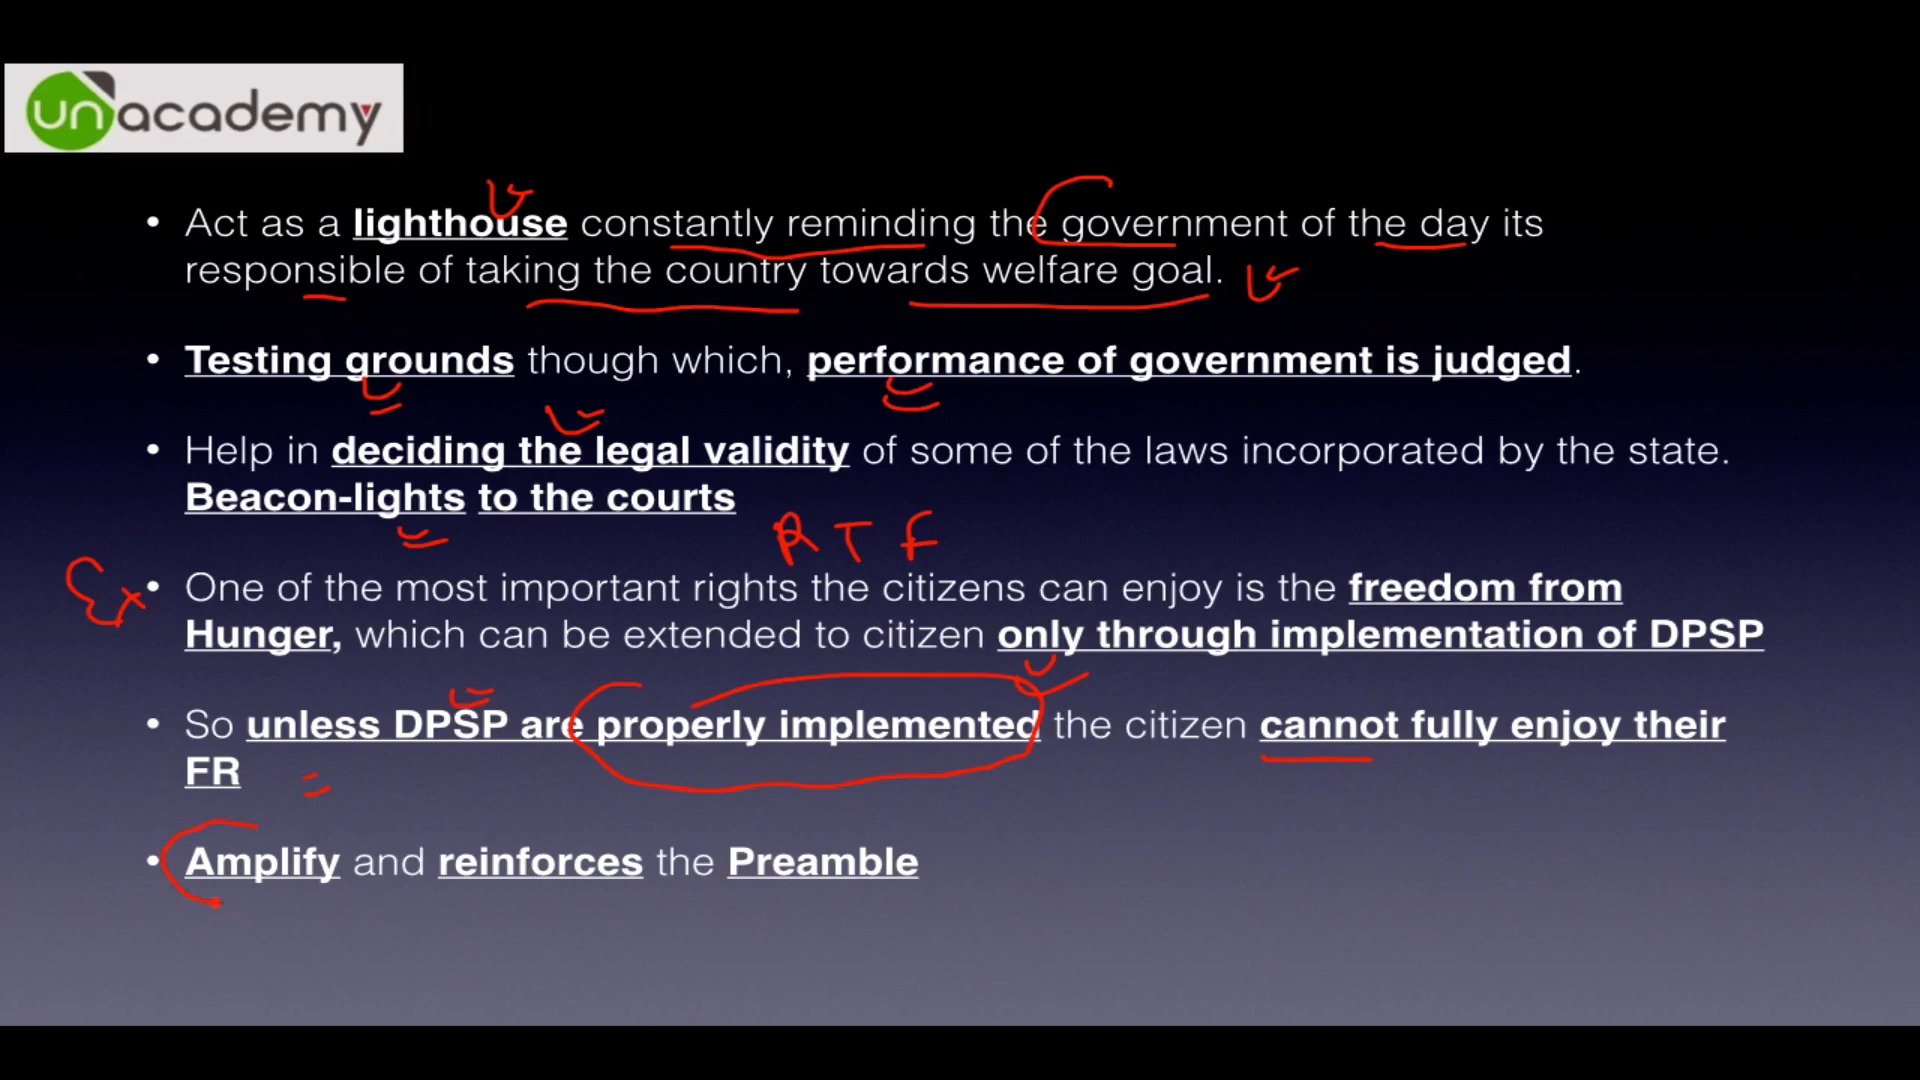 unacademy
• Act as a lighthouse constantly reminding the government of the day its
responsible of taking the country towards welfare goal.
• Testing grounds though which, performance of government is judged.
• Help in deciding the legal validity of some of the laws incorporated by the state.
Beacon-lights to the courts
R T F
Ex
• One of the most important rights the citizens can enjoy is the freedom from
Hunger, which can be extended to citizen only through implementation of DPSP
• So unless DPSP are properly implemented the citizen cannot fully enjoy their
FR
• Amplify and reinforces the Preamble